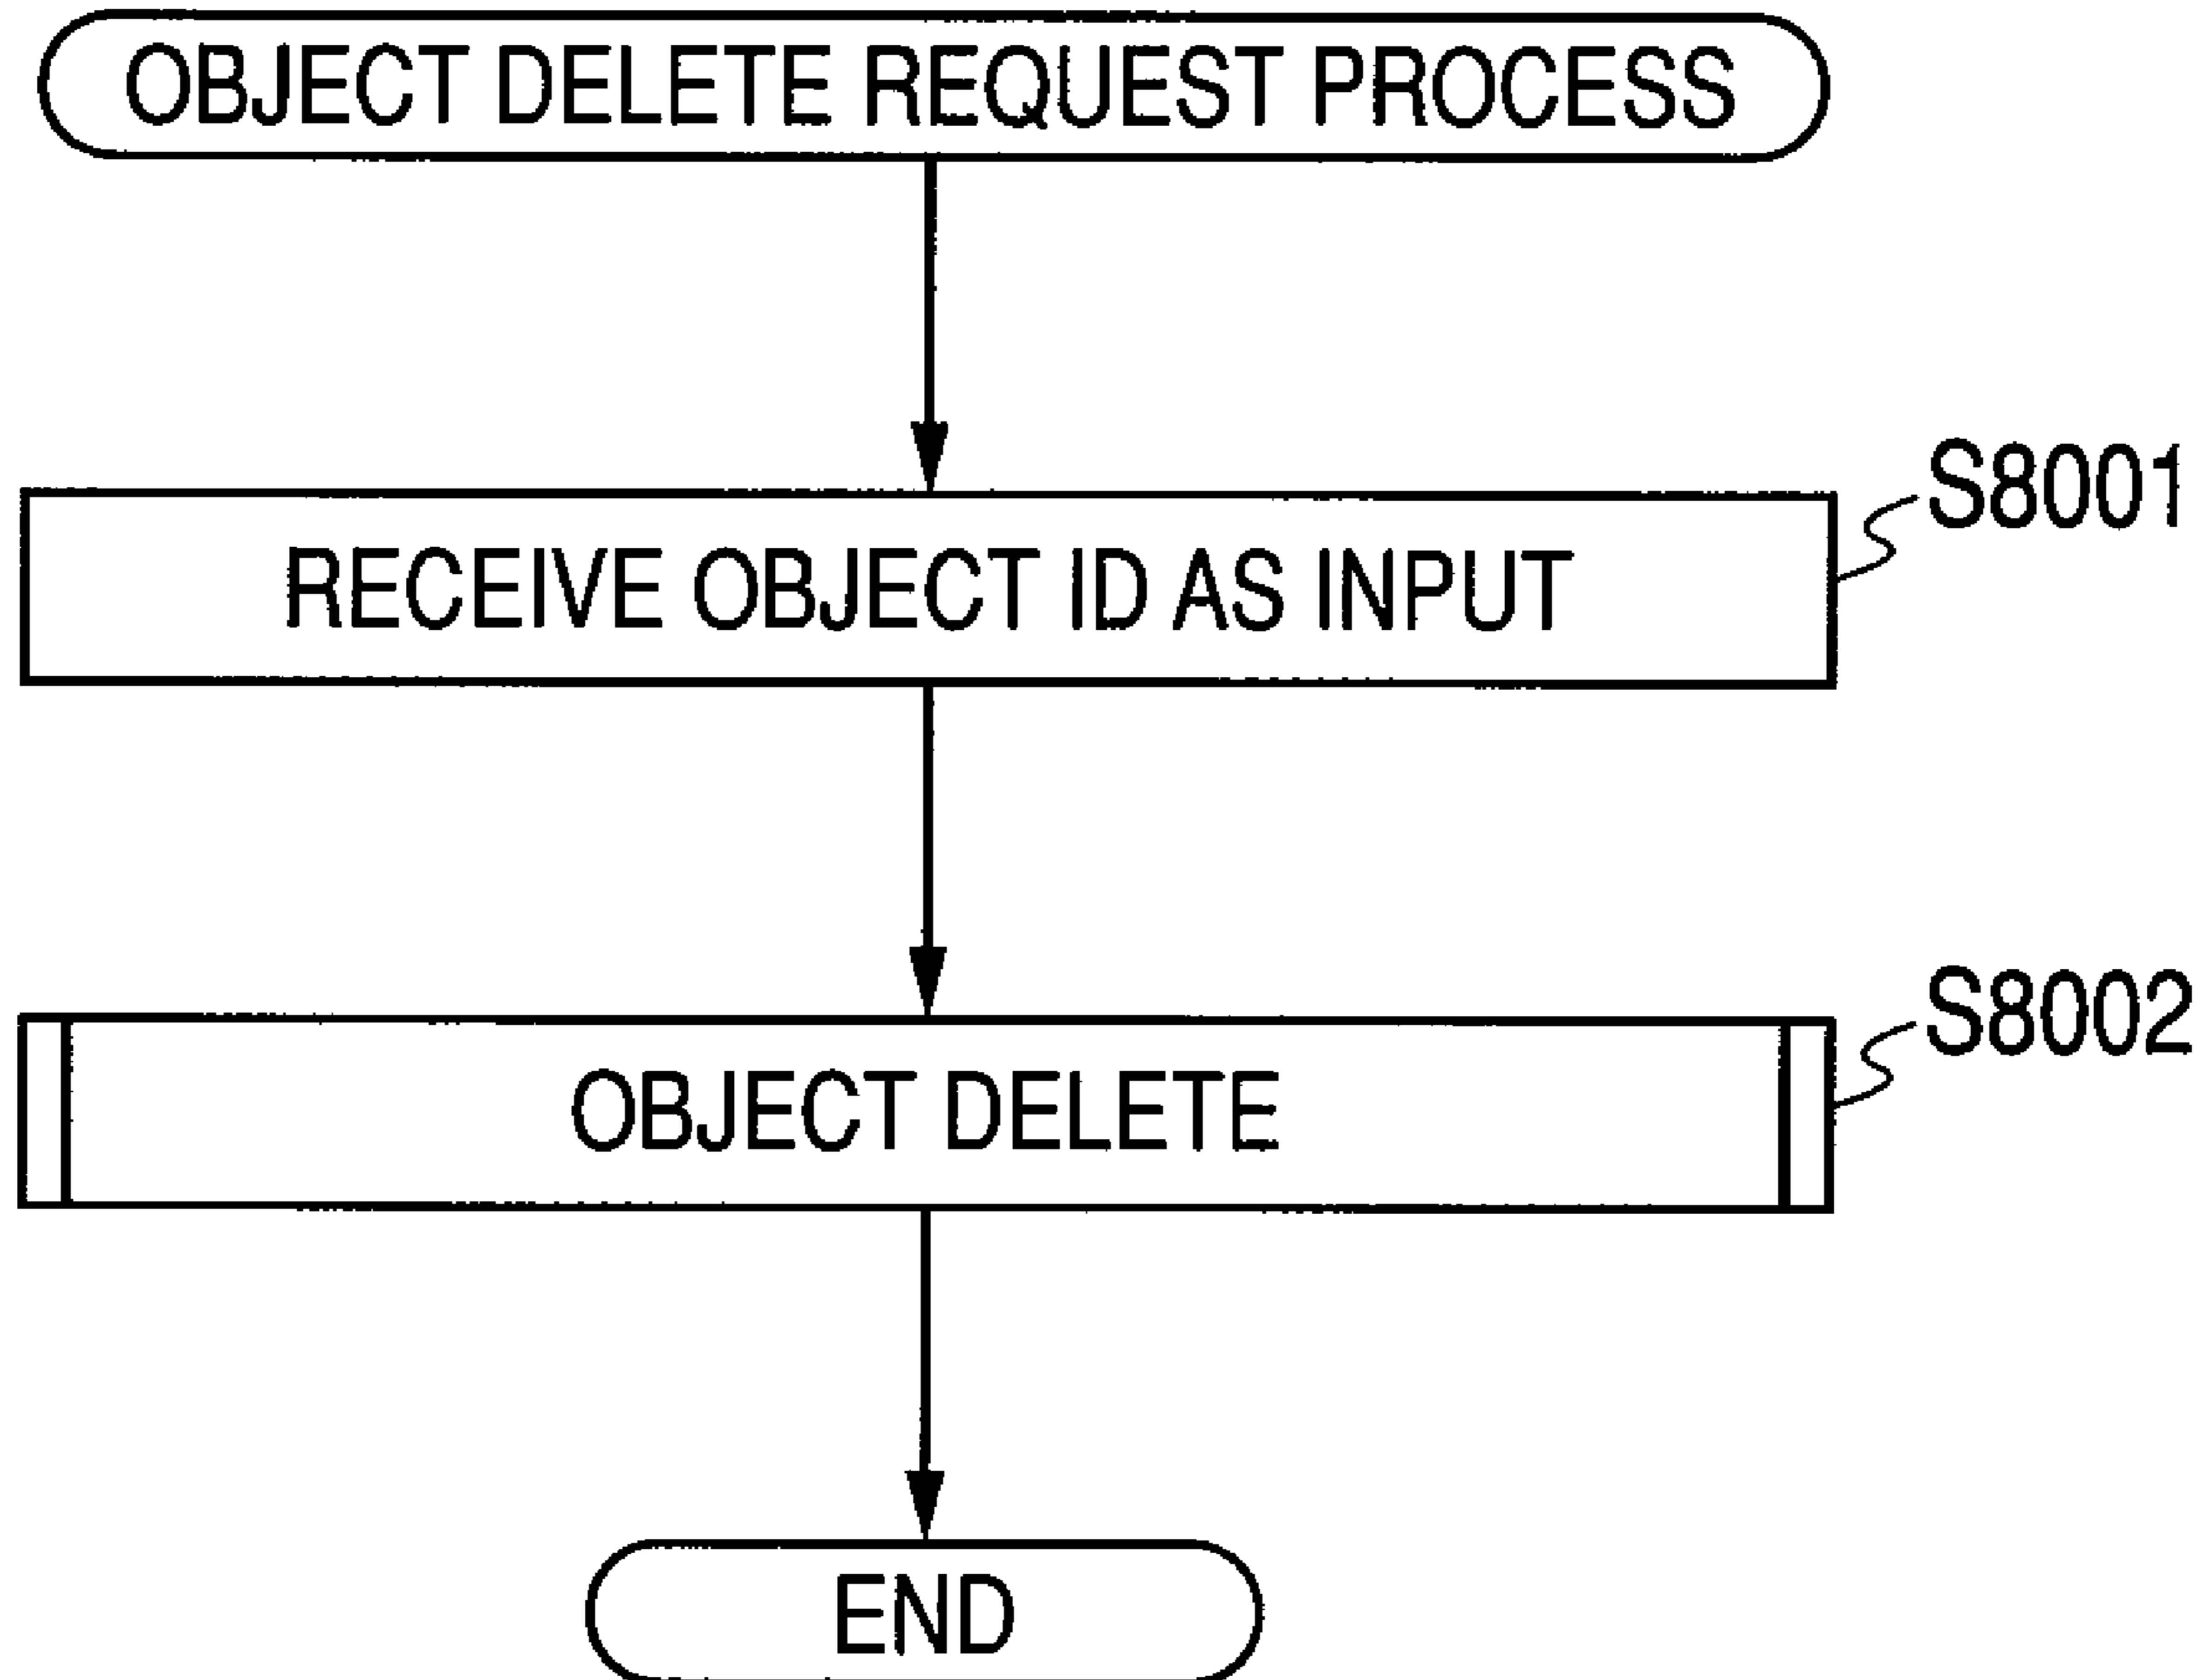 OBJECT DELETE REQUEST PROCESS
S8001
RECEIVE OBJECT ID AS INPUT
S8002
OBJECT DELETE
END